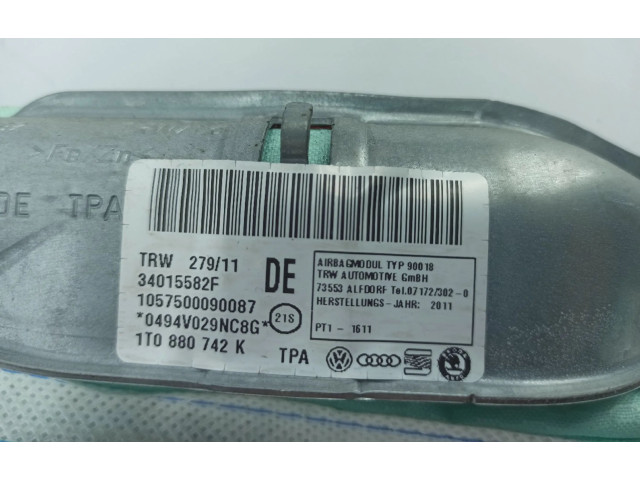 DE TPA
TRW 279/11
34015582F
1057500090087
*0494V029NC8G*
1T0 880 742 K
DE
21S
TPA
AIRBAGMODUL TYP 90018
TRW AUTOMOTIVE GmbH
73553 ALFDORF Tel.07172/302-0
HERSTELLUNGS- JAHR: 2011
PT1 - 1611